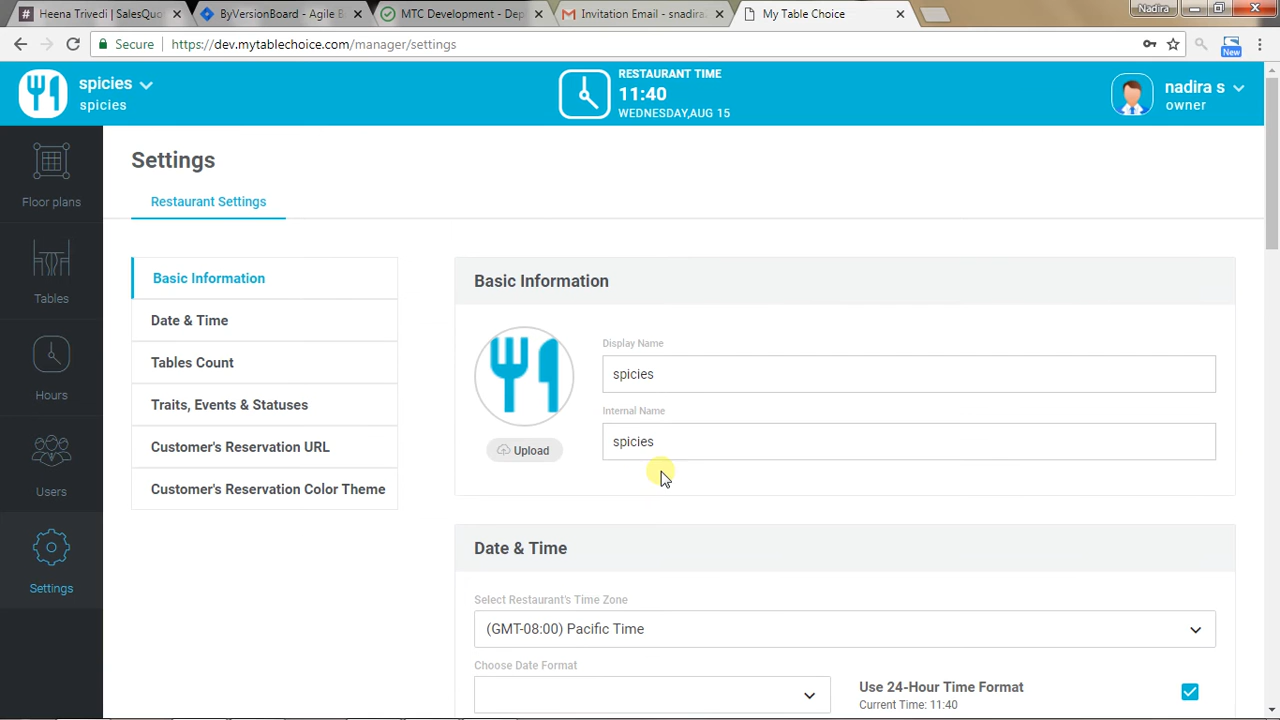 Heena Trivedi | SalesQuo
ByVersionBoard - Agile B
MTC Development - Dep
Invitation Email - snadira.
My Table Choice
Nadira
Secure | https://dev.mytablechoice.com/manager/settings
New
spicies
spicies
RESTAURANT TIME
11:40
WEDNESDAY,AUG 15
nadira s
owner
Floor plans
Tables
Hours
Users
Settings
Settings
Restaurant Settings
Basic Information
Date & Time
Tables Count
Traits, Events & Statuses
Customer's Reservation URL
Customer's Reservation Color Theme
Basic Information
Upload
Display Name
spicies
Internal Name
spicies
Date & Time
Select Restaurant's Time Zone
(GMT-08:00) Pacific Time
Choose Date Format
Use 24-Hour Time Format
Current Time: 11:40